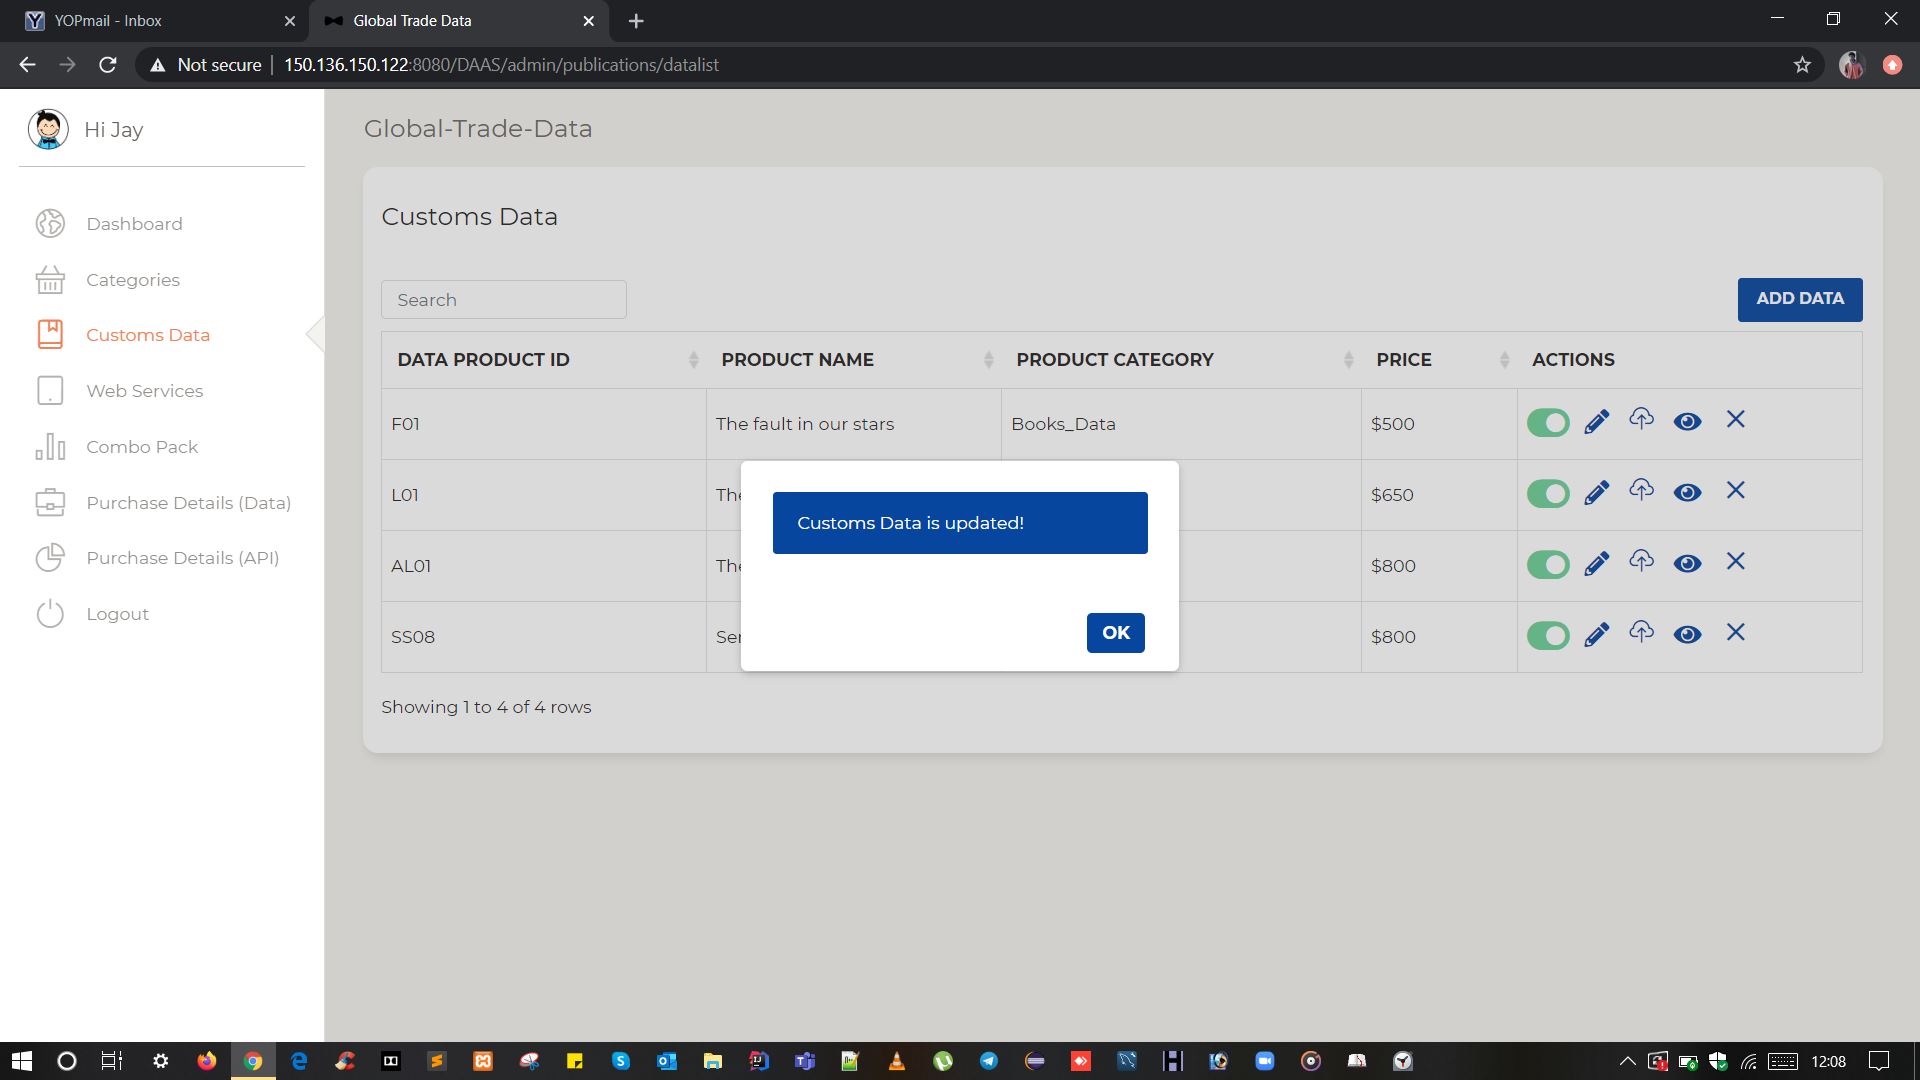 YOPmail - Inbox
Global Trade Data
Not secure
150.136.150.122:8080/DAAS/admin/publications/datalist
Hi Jay
Global-Trade-Data
Dashboard
Categories
Customs Data
Web Services
Combo Pack
Purchase Details (Data)
Purchase Details (API)
Logout
Customs Data
Search
ADD DATA
DATA PRODUCT ID PRODUCT NAME PRODUCT CATEGORY PRICE ACTIONS
F01 The fault in our stars Books_Data $500
L01 The $650
AL01 The $800
SS08 Ser $800
Customs Data is updated!
OK
Showing 1 to 4 of 4 rows
12:08